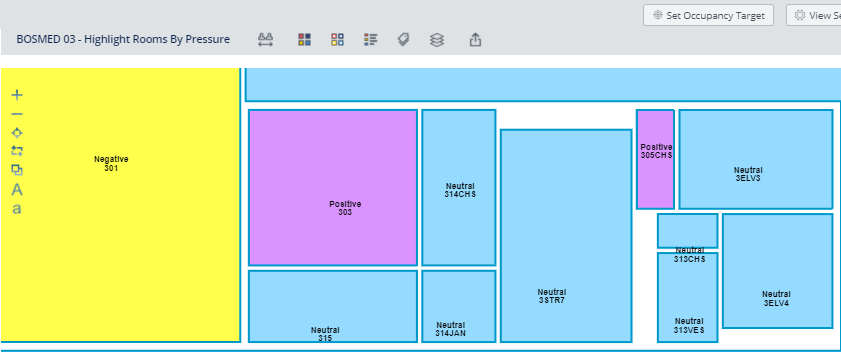 Set Occupancy Target
View Se
BOSMED 03 - Highlight Rooms By Pressure
A
a
Negative
301
Positive
303
Neutral
314CHS
Positive
305CHS
Neutral
3ELV3
Neutral
313CHS
Neutral
3STR7
Neutral
3ELV4
Neutral
315
Neutral
314JAN
Neutral
313VES